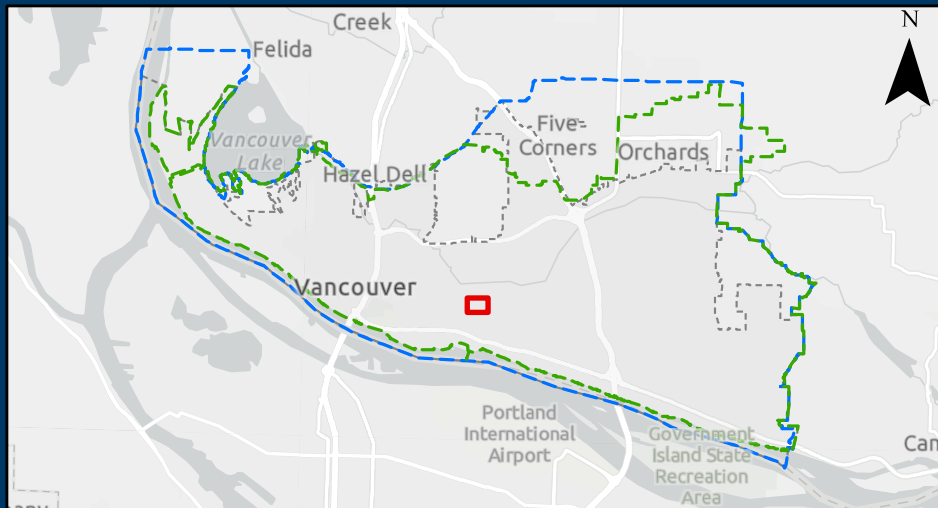 N
Creek
Felida
Vancouver
Lake
Five-
Corners
Orchards
Hazel Dell
Vancouver
Portland
International
Airport
Government
Island State
Recreation
Area
Cam